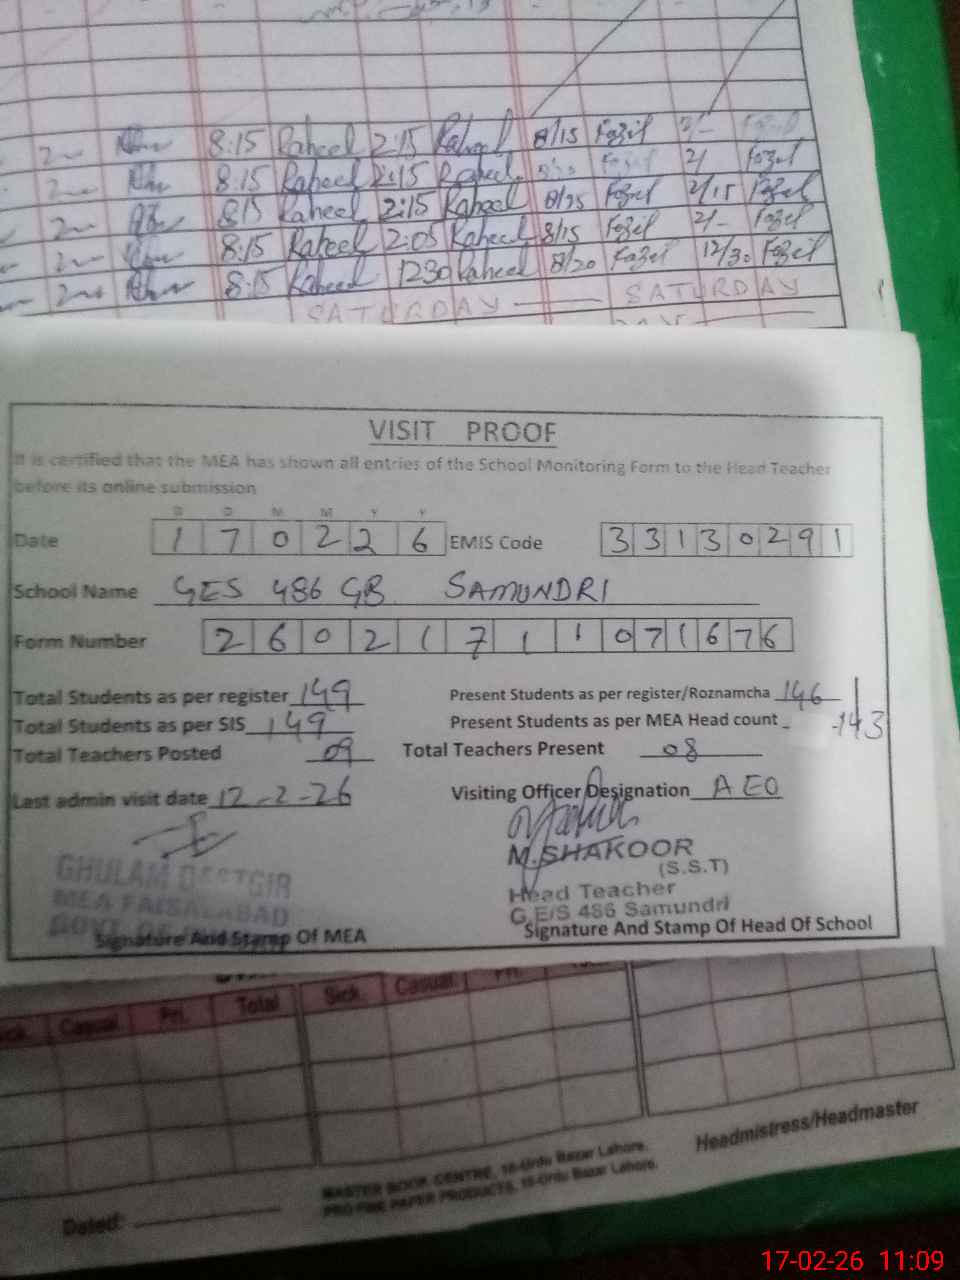 8:15 Raheel 2:15 Raheel 8/15 Fazil 2/-
8:15 Raheel 2:15 Raheel Fazil 2/ Fazil
8/15 Raheel 2:15 Raheel 8/25 Fazil 2/15 Fazil
8:15 Raheel 2:05 Raheel 8/15 Fazil 2/- Fazil
8:15 Raheel 1230 Raheel 8/20 Fazil 12/30 Fazil
SATURDAY SATURDAY
VISIT PROOF
It is certified that the MEA has shown all entries of the School Monitoring Form to the Head Teacher
before its online submission
D D M M Y Y
Date 1 7 0 2 2 6 EMIS Code 3 3 1 3 0 2 9 1
School Name GES 486 GB SAMUNDRI
Form Number 2 6 0 2 1 7 1 1 0 7 1 6 7 6
Total Students as per register 149 Present Students as per register/Roznamcha 146
Total Students as per SIS 149 Present Students as per MEA Head count 143
Total Teachers Posted 09 Total Teachers Present 08
Last admin visit date 12-2-26 Visiting Officer Designation AEO
GHULAM DASTGIR
MEA FAISALABAD
GOVT OF
Signature And Stamp Of MEA
M.SHAKOOR
(S.S.T)
Head Teacher
G.E/S 486 Samundri
Signature And Stamp Of Head Of School
Sick Casual Pri. Total Sick Casual Pri.
Headmistress/Headmaster
MASTER BOOK CENTRE, 10-Urdu Bazar Lahore.
PRO FINE PAPER PRODUCTS, 10-Urdu Bazar Lahore.
Dated:
17-02-26 11:09